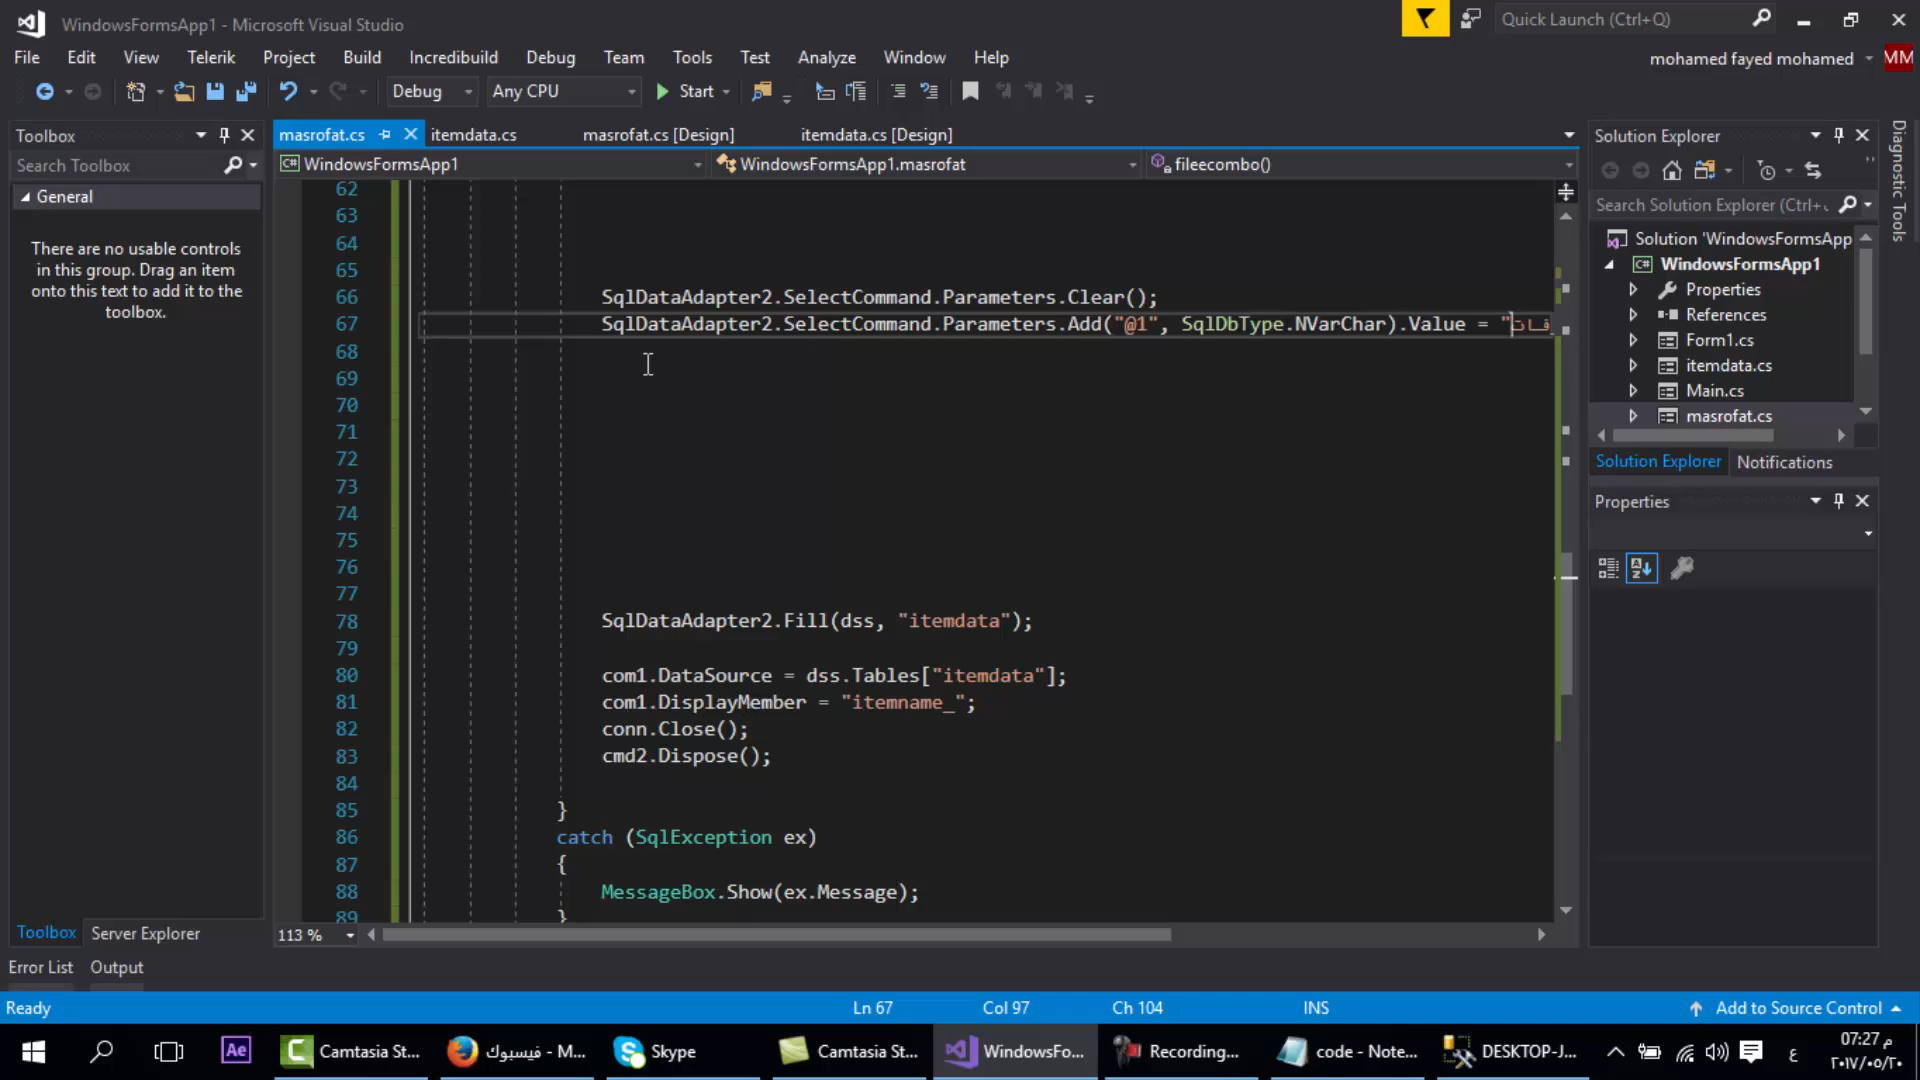 WindowsFormsApp1 - Microsoft Visual Studio
Quick Launch (Ctrl+Q)
File Edit View Telerik Project Build Incredibuild Debug Team Tools Test Analyze Window Help
mohamed fayed mohamed MM
Debug Any CPU Start
Toolbox
masrofat.cs itemdata.cs masrofat.cs [Design] itemdata.cs [Design]
Solution Explorer
Diagnostic Tools
Search Toolbox
C# WindowsFormsApp1 WindowsFormsApp1.masrofat fileecombo()
General
There are no usable controls
in this group. Drag an item
onto this text to add it to the
toolbox.
62
63
64
65
66 SqlDataAdapter2.SelectCommand.Parameters.Clear();
67 SqlDataAdapter2.SelectCommand.Parameters.Add("@1", SqlDbType.NVarChar).Value = "
68
69
70
71
72
73
74
75
76
77
78 SqlDataAdapter2.Fill(dss, "itemdata");
79
80 com1.DataSource = dss.Tables["itemdata"];
81 com1.DisplayMember = "itemname_";
82 conn.Close();
83 cmd2.Dispose();
84
85 }
86 catch (SqlException ex)
87 {
88 MessageBox.Show(ex.Message);
89 }
Search Solution Explorer (Ctrl+
Solution 'WindowsFormsApp
C# WindowsFormsApp1
Properties
References
Form1.cs
itemdata.cs
Main.cs
masrofat.cs
Solution Explorer Notifications
Properties
Toolbox Server Explorer
113 %
Error List Output
Ready Ln 67 Col 97 Ch 104 INS Add to Source Control
Ae
Camtasia St...
فيسبوك - M...
Skype
Camtasia St...
WindowsFo...
Recording...
code - Note...
DESKTOP-J...
ع
07:27 م
٢٠١٧/٠٥/٢٠